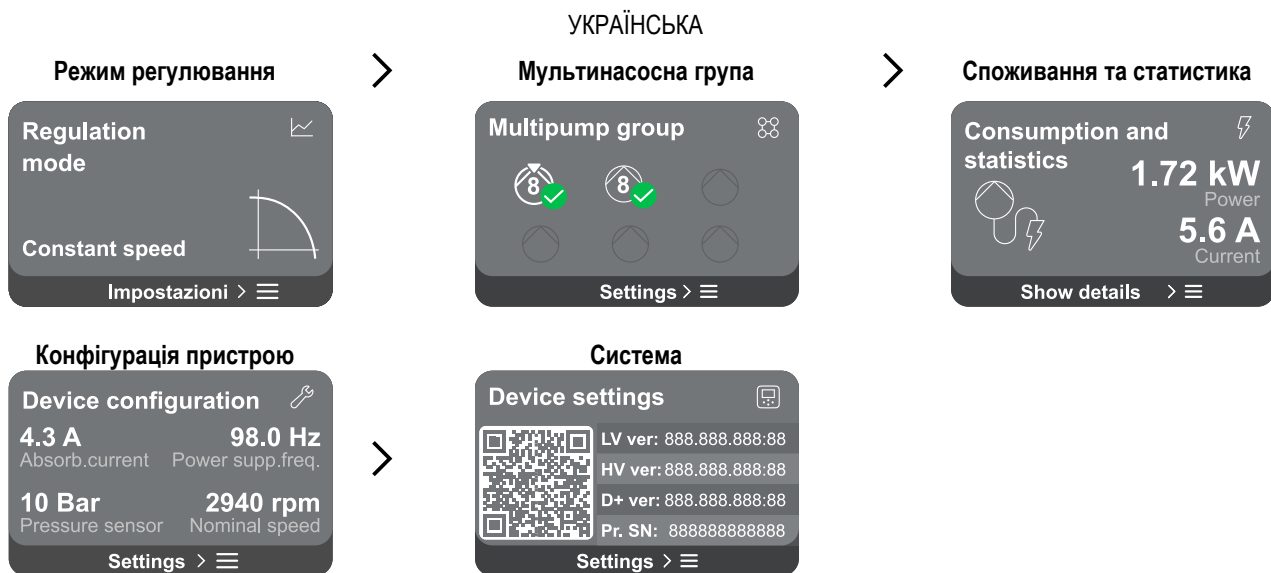 УКРАЇНСЬКА
Режим регулювання
Мультинасосна група
Споживання та статистика
Regulation
mode
Constant speed
Impostazioni
Multipump group
8
8
Settings
Consumption and
statistics
1.72 kW
Power
5.6 A
Current
Show details
Конфігурація пристрою
Система
Device configuration
4.3 A 98.0 Hz
Absorb.current Power supp.freq.
10 Bar 2940 rpm
Pressure sensor Nominal speed
Settings
Device settings
LV ver: 888.888.888:88
HV ver: 888.888.888:88
D+ ver: 888.888.888:88
Pr. SN: 888888888888
Settings